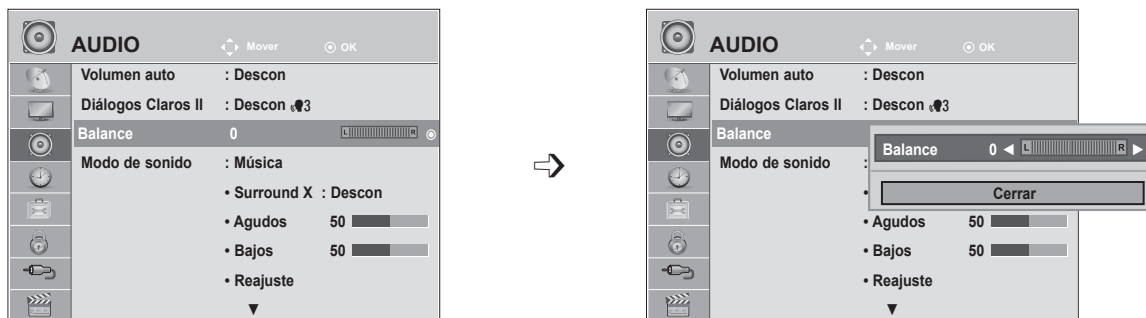 AUDIO Mover OK
Volumen auto : Descon
Diálogos Claros II : Descon 3
Balance 0 L R
Modo de sonido : Música
• Surround X : Descon
• Agudos 50
• Bajos 50
• Reajuste
AUDIO Mover OK
Volumen auto : Descon
Diálogos Claros II : Descon 3
Balance
Balance 0 L R
Modo de sonido :
Cerrar
•
• Agudos 50
• Bajos 50
• Reajuste